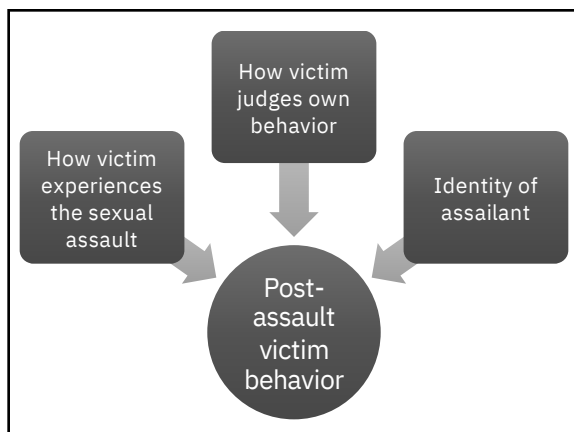 How victim
judges own
behavior
How victim
experiences
the sexual
assault
Identity of
assailant
Post-
assault
victim
behavior